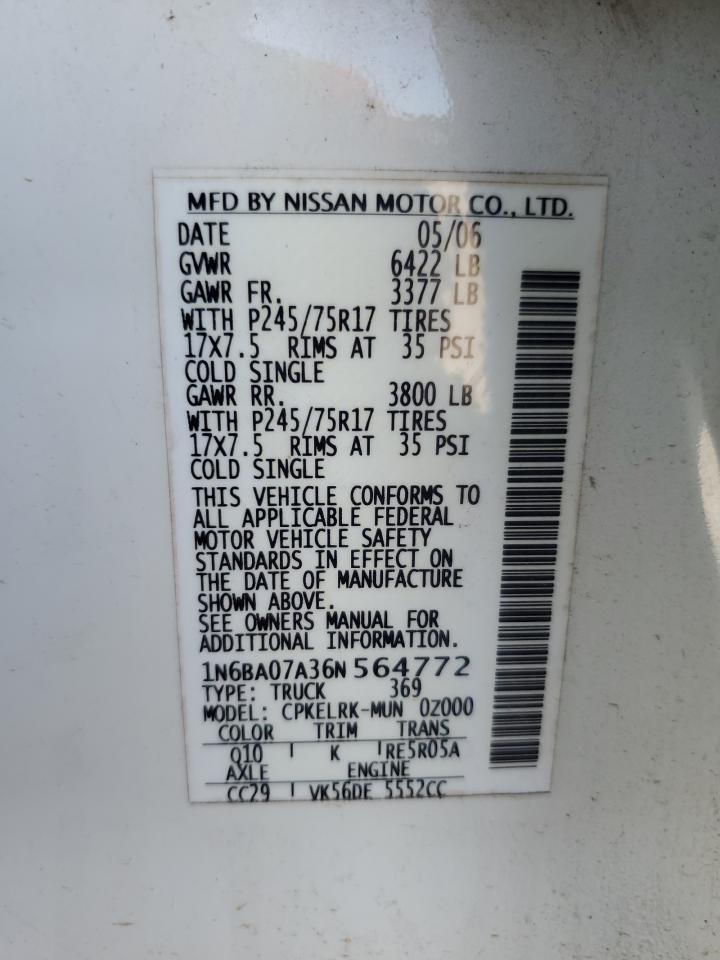 MFD BY NISSAN MOTOR CO., LTD.
DATE 05/06
GVWR 6422 LB
GAWR FR. 3377 LB
WITH P245/75R17 TIRES
17X7.5 RIMS AT 35 PSI
COLD SINGLE
GAWR RR. 3800 LB
WITH P245/75R17 TIRES
17X7.5 RIMS AT 35 PSI
COLD SINGLE
THIS VEHICLE CONFORMS TO
ALL APPLICABLE FEDERAL
MOTOR VEHICLE SAFETY
STANDARDS IN EFFECT ON
THE DATE OF MANUFACTURE
SHOWN ABOVE.
SEE OWNERS MANUAL FOR
ADDITIONAL INFORMATION.
1N6BA07A36N 564772
TYPE: TRUCK 369
MODEL: CPKELRK-MUN 0Z000
COLOR TRIM TRANS
Q10 K RE5R05A
AXLE ENGINE
CC29 VK56DE 5552CC